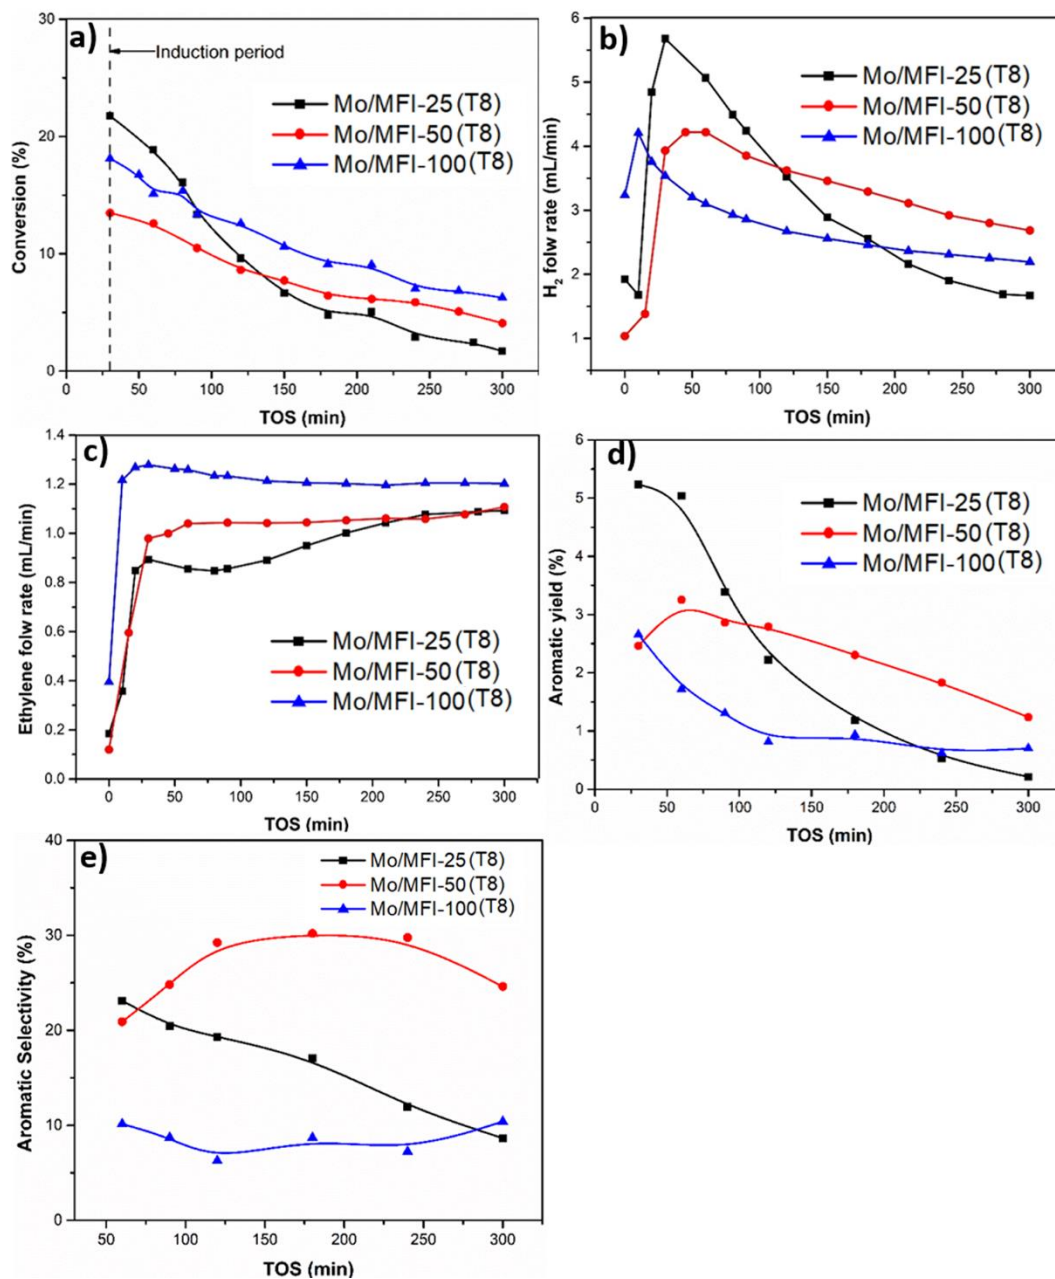 a)
Induction period
Mo/MFI-25(T8)
Mo/MFI-50(T8)
Mo/MFI-100(T8)
Conversion (%)
30
20
10
0
0 50 100 150 200 250 300
TOS (min)
b)
Mo/MFI-25(T8)
Mo/MFI-50(T8)
Mo/MFI-100(T8)
H2 folw rate (mL/min)
6
5
4
3
2
1
0 50 100 150 200 250 300
TOS (min)
c)
Mo/MFI-25(T8)
Mo/MFI-50(T8)
Mo/MFI-100(T8)
Ethylene folw rate (mL/min)
1.4
1.2
1.0
0.8
0.6
0.4
0.2
0.0
0 50 100 150 200 250 300
TOS (min)
d)
Mo/MFI-25(T8)
Mo/MFI-50(T8)
Mo/MFI-100(T8)
Aromatic yield (%)
6
5
4
3
2
1
0
0 50 100 150 200 250 300
TOS (min)
e)
Mo/MFI-25(T8)
Mo/MFI-50(T8)
Mo/MFI-100(T8)
Aromatic Selectivity (%)
40
30
20
10
0
50 100 150 200 250 300
TOS (min)